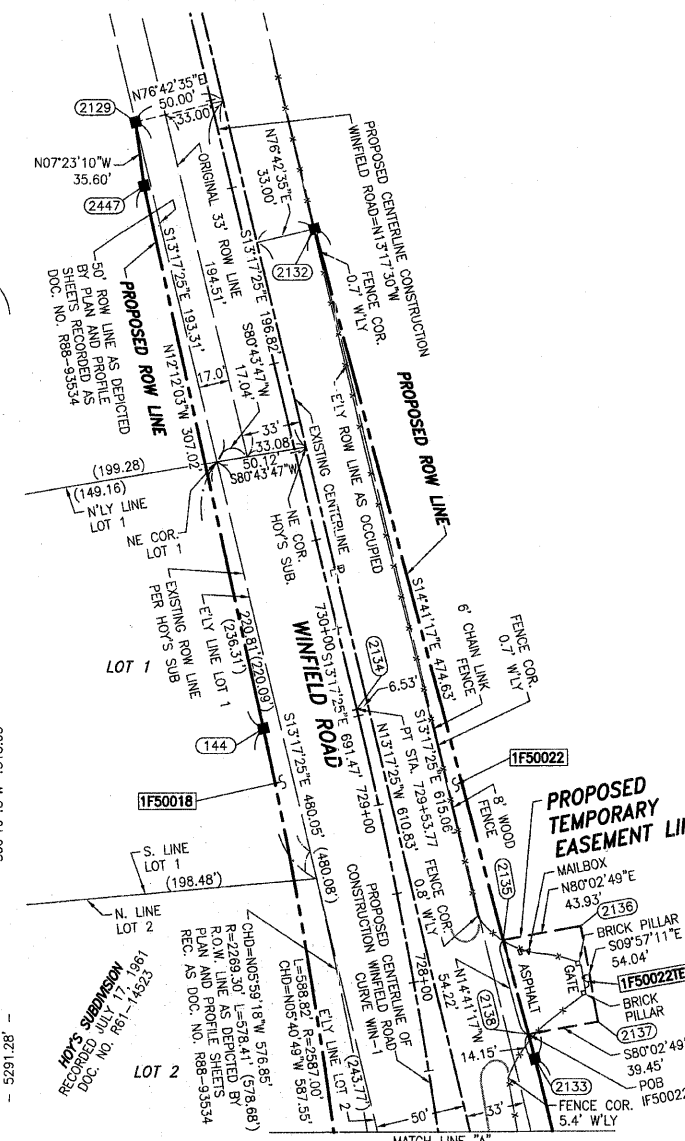 N76°42'35"E
50.00'
33.00'
2129
N07°23'10"W
35.60'
2447
ORIGINAL 33' ROW LINE
194.51'
S13°17'25"E 193.31'
N76°42'35"E
33.00'
PROPOSED CENTERLINE CONSTRUCTION
WINFIELD ROAD=N13°17'30"W
2132
FENCE COR.
0.7' W'LY
50' ROW LINE AS DEPICTED
BY PLAN AND PROFILE
SHEETS RECORDED AS
DOC. NO. R88-93534
PROPOSED ROW LINE
N12°12'03"W 307.02'
S13°17'25"E 196.82'
17.0'
S80°43'47"W
17.04'
33'
33.08'
50.12'
S80°43'47"W
EXISTING CENTERLINE
E'LY ROW LINE AS OCCUPIED
PROPOSED ROW LINE
(199.28)
(149.16)
N'LY LINE
LOT 1
NE COR.
LOT 1
NE COR.
HOY'S SUB.
EXISTING ROW LINE
PER HOY'S SUB
E'LY LINE LOT 1
(236.31')
220.81'(220.09')
LOT 1
WINFIELD ROAD
730+00
S13°17'25"E 691.47'
729+00
2134
6.53'
PT STA. 729+53.77
N13°17'25"W 610.83'
S14°41'17"E 474.63'
S13°17'25"E 615.06'
6' CHAIN LINK
FENCE
FENCE COR.
0.7' W'LY
144
1F50018
1F50022
8' WOOD
FENCE
S13°17'25"E 480.05' (480.08')
PROPOSED
TEMPORARY
EASEMENT LI
S. LINE
LOT 1
(198.48')
N. LINE
LOT 2
FENCE COR.
0.8' W'LY
2135
MAILBOX
N80°02'49"E
43.93'
2136
BRICK PILLAR
S09°57'11"E
54.04'
1F50022TE
BRICK
PILLAR
2137
GATE
ASPHALT
S80°02'49"
39.45'
POB
1F50022
2138
2133
N14°41'17"W
54.22'
14.15'
FENCE COR.
5.4' W'LY
728+00
PROPOSED CENTERLINE OF
CONSTRUCTION WINFIELD ROAD
CURVE WIN-1
HOY'S SUBDIVISION
RECORDED JULY 17, 1961
DOC. NO. R61-14523
LOT 2
CHD=N05°59'18"W 576.85'
R=2269.30' L=578.41' (578.68')
R.O.W. LINE AS DEPICTED BY
PLAN AND PROFILE SHEETS
REC. AS DOC. NO. R88-93534
L=588.82' R=2587.00'
CHD=N05°40'49"W 587.55'
E'LY LINE LOT 2
(243.77')
50'
33'
MATCH LINE "A"
- 5291.28' -